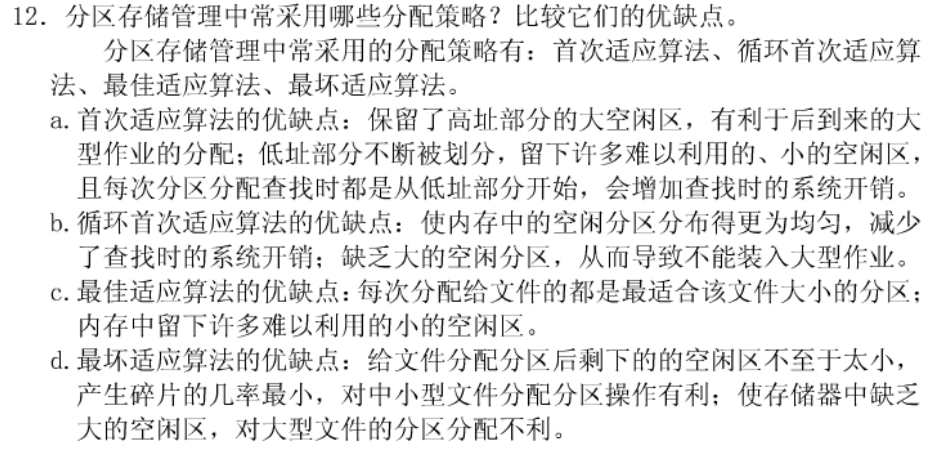 12. 分区存储管理中常采用哪些分配策略？比较它们的优缺点。
分区存储管理中常采用的分配策略有：首次适应算法、循环首次适应算
法、最佳适应算法、最坏适应算法。
a. 首次适应算法的优缺点：保留了高址部分的大空闲区，有利于后到来的大
型作业的分配；低址部分不断被划分，留下许多难以利用的、小的空闲区，
且每次分区分配查找时都是从低址部分开始，会增加查找时的系统开销。
b. 循环首次适应算法的优缺点：使内存中的空闲分区分布得更为均匀，减少
了查找时的系统开销；缺乏大的空闲分区，从而导致不能装入大型作业。
c. 最佳适应算法的优缺点：每次分配给文件的都是最适合该文件大小的分区；
内存中留下许多难以利用的小的空闲区。
d. 最坏适应算法的优缺点：给文件分配分区后剩下的的空闲区不至于太小，
产生碎片的几率最小，对中小型文件分配分区操作有利；使存储器中缺乏
大的空闲区，对大型文件的分区分配不利。